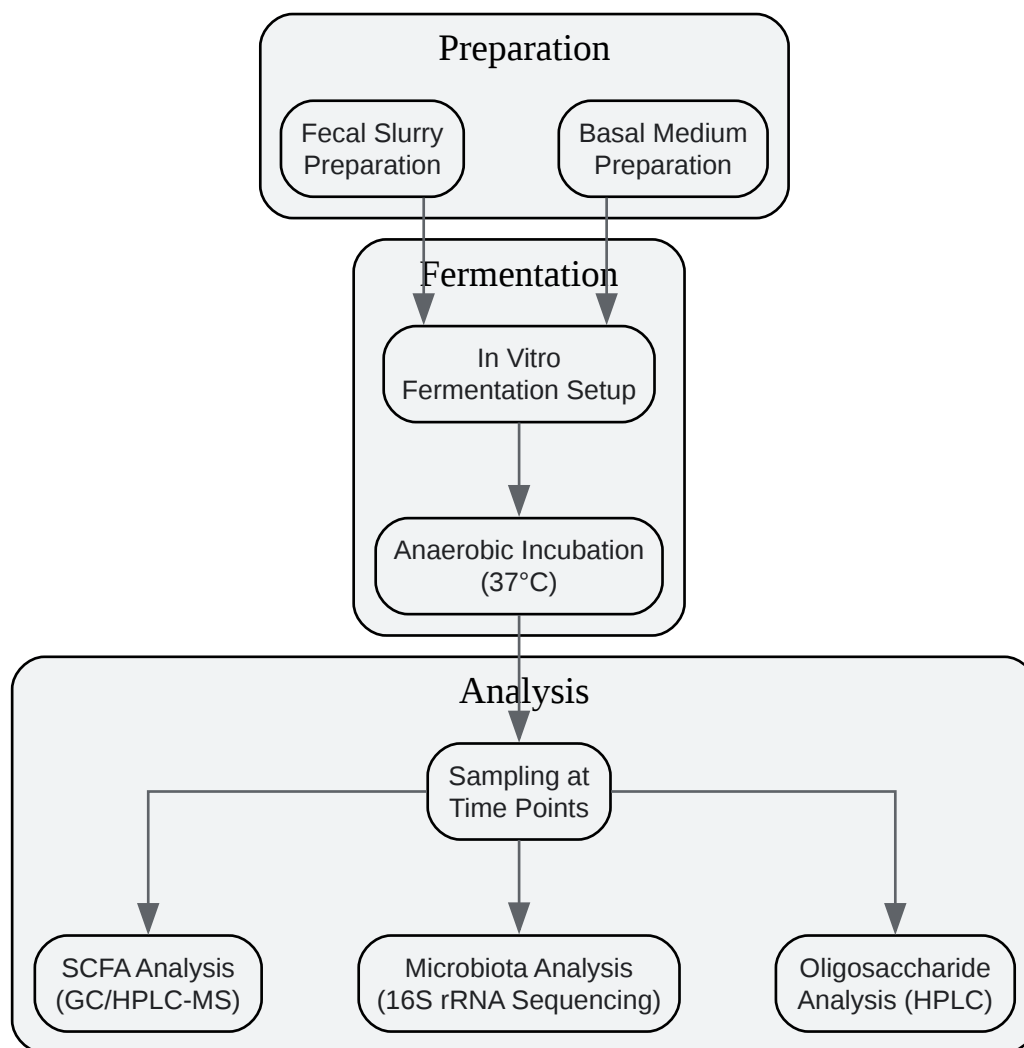 Preparation
Fecal Slurry
Preparation
Basal Medium
Preparation
Fermentation
In Vitro
Fermentation Setup
Anaerobic Incubation
(37°C)
Analysis
Sampling at
Time Points
SCFA Analysis
(GC/HPLC-MS)
Microbiota Analysis
(16S rRNA Sequencing)
Oligosaccharide
Analysis (HPLC)